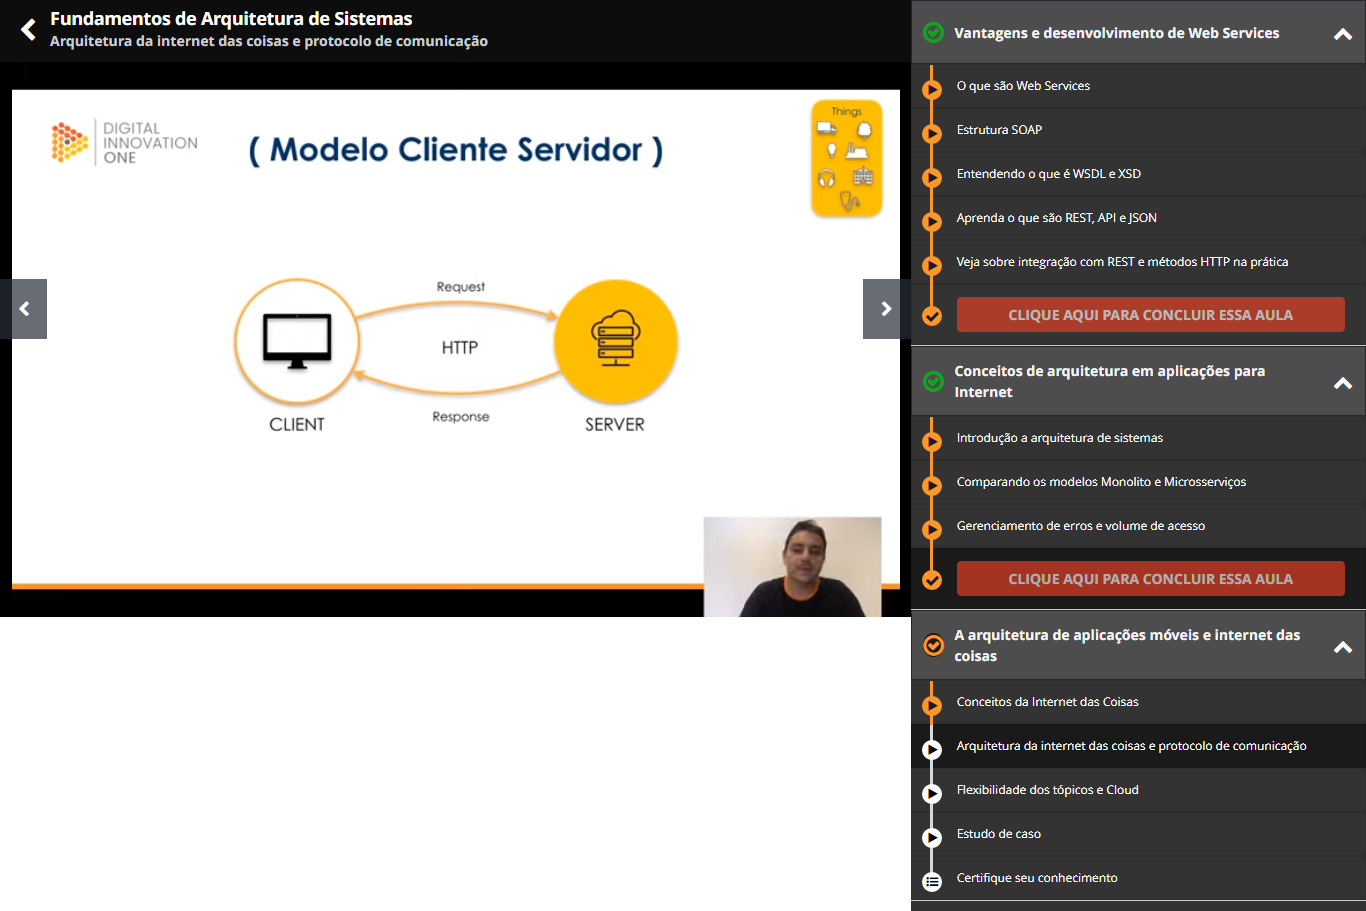 Fundamentos de Arquitetura de Sistemas
Arquitetura da internet das coisas e protocolo de comunicação
DIGITAL
INNOVATION
ONE
( Modelo Cliente Servidor )
Things
Request
HTTP
Response
CLIENT
SERVER
Vantagens e desenvolvimento de Web Services
O que são Web Services
Estrutura SOAP
Entendendo o que é WSDL e XSD
Aprenda o que são REST, API e JSON
Veja sobre integração com REST e métodos HTTP na prática
CLIQUE AQUI PARA CONCLUIR ESSA AULA
Conceitos de arquitetura em aplicações para
Internet
Introdução a arquitetura de sistemas
Comparando os modelos Monolito e Microsserviços
Gerenciamento de erros e volume de acesso
CLIQUE AQUI PARA CONCLUIR ESSA AULA
A arquitetura de aplicações móveis e internet das
coisas
Conceitos da Internet das Coisas
Arquitetura da internet das coisas e protocolo de comunicação
Flexibilidade dos tópicos e Cloud
Estudo de caso
Certifique seu conhecimento